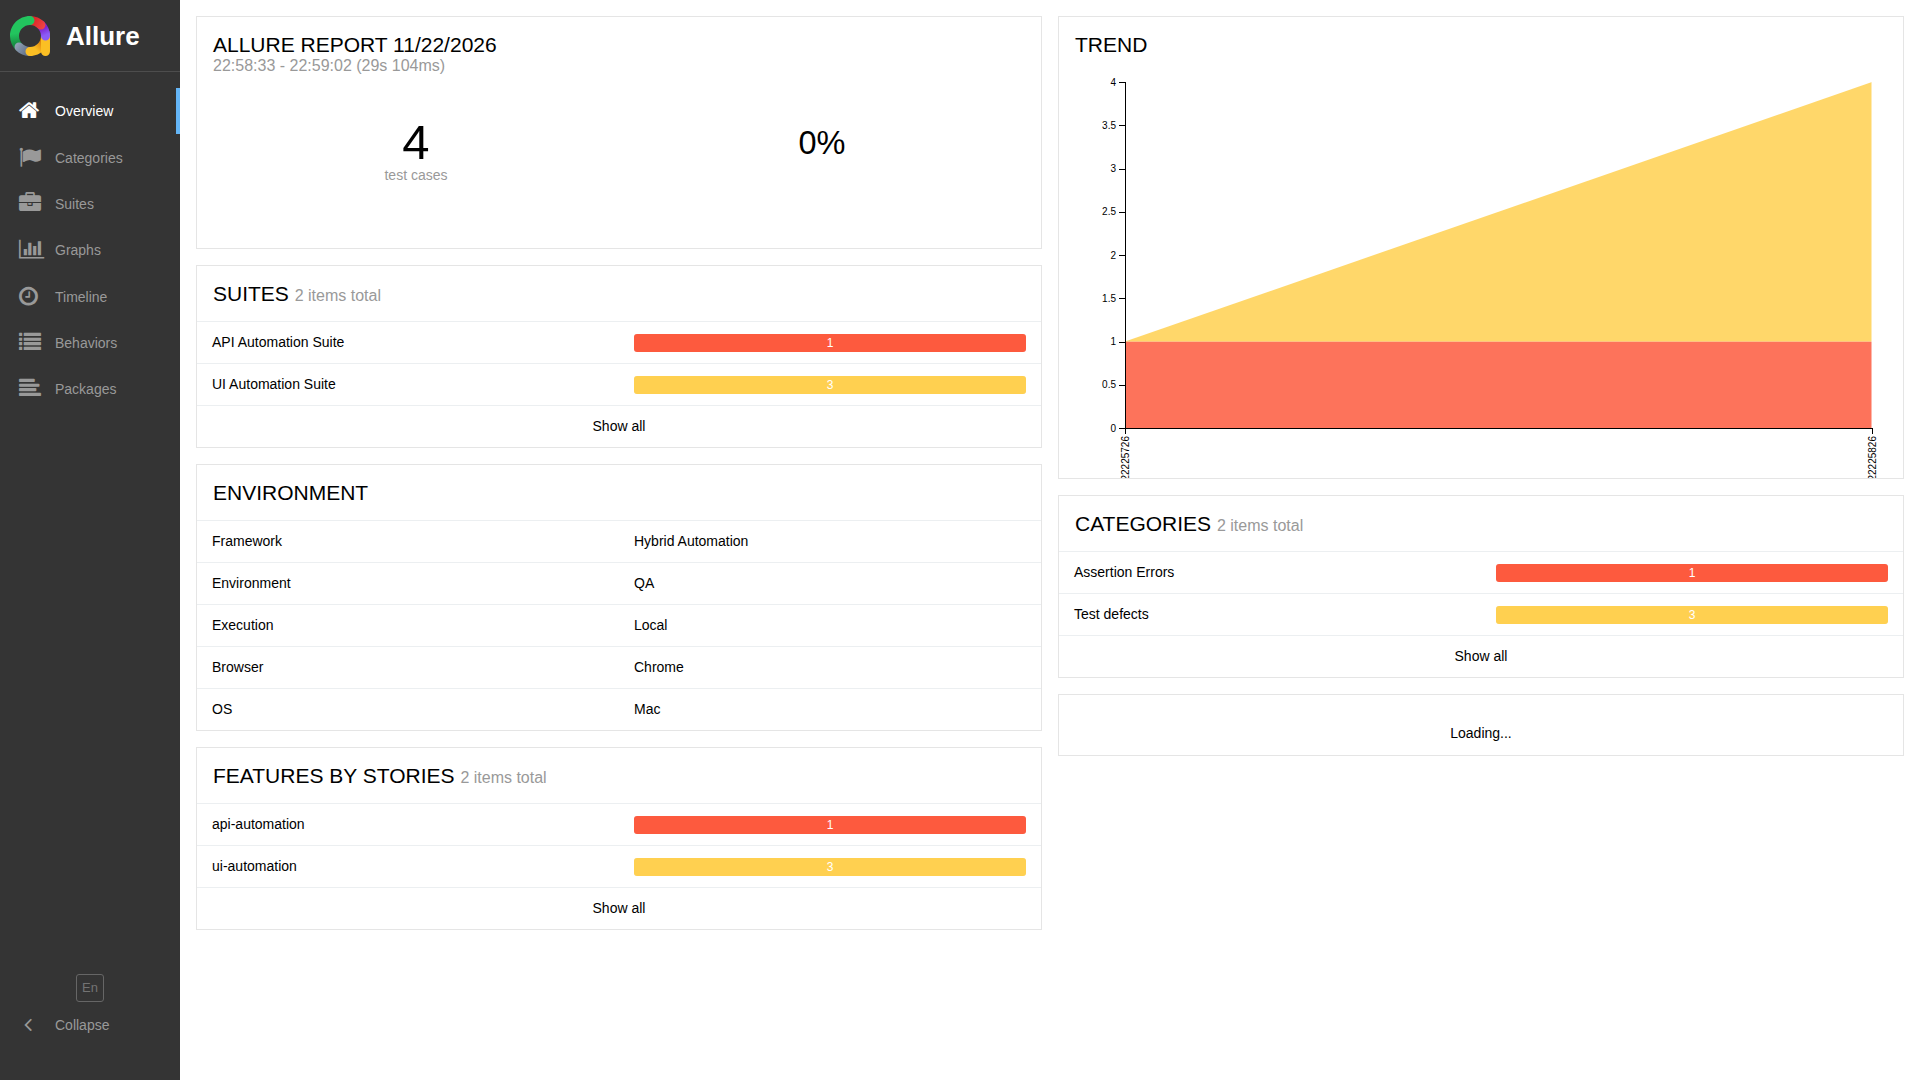 Allure
Overview
Categories
Suites
Graphs
Timeline
Behaviors
Packages
En
Collapse
ALLURE REPORT 11/22/2026
22:58:33 - 22:59:02 (29s 104ms)
4
test cases
0%
SUITES 2 items total
API Automation Suite 1
UI Automation Suite 3
Show all
ENVIRONMENT
Framework Hybrid Automation
Environment QA
Execution Local
Browser Chrome
OS Mac
FEATURES BY STORIES 2 items total
api-automation 1
ui-automation 3
Show all
TREND
4
3.5
3
2.5
2
1.5
1
0.5
0
22225726
22225826
CATEGORIES 2 items total
Assertion Errors 1
Test defects 3
Show all
Loading...